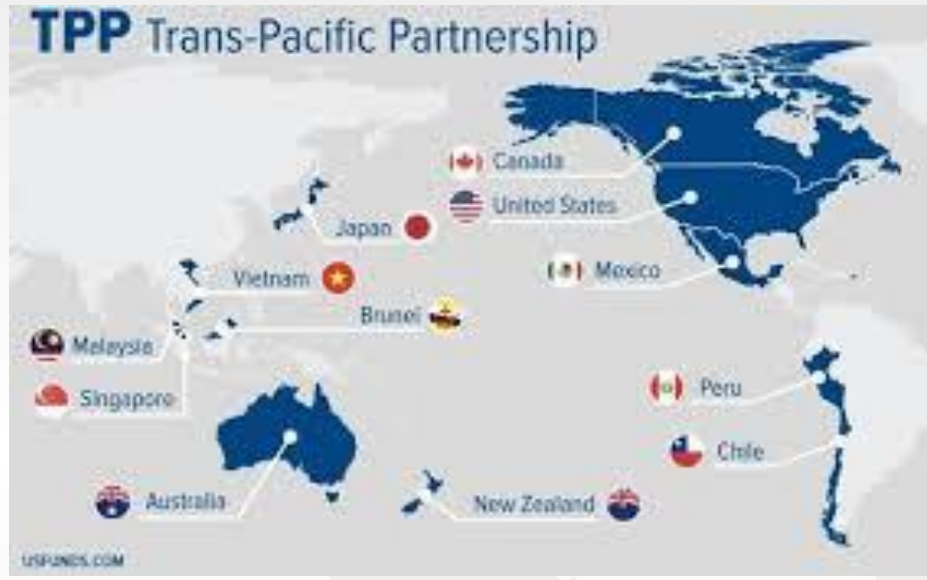 TPP Trans-Pacific Partnership
Canada
United States
Japan
Mexico
Vietnam
Brunei
Malaysia
Singapore
Peru
Chile
Australia
New Zealand
USFUNDS.COM